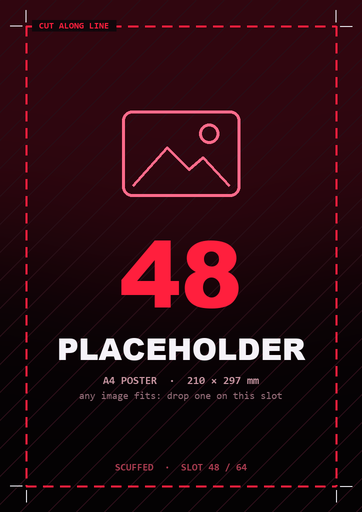 CUT ALONG LINE
48
PLACEHOLDER
A4 POSTER · 210 × 297 mm
any image fits: drop one on this slot
SCUFFED · SLOT 48 / 64